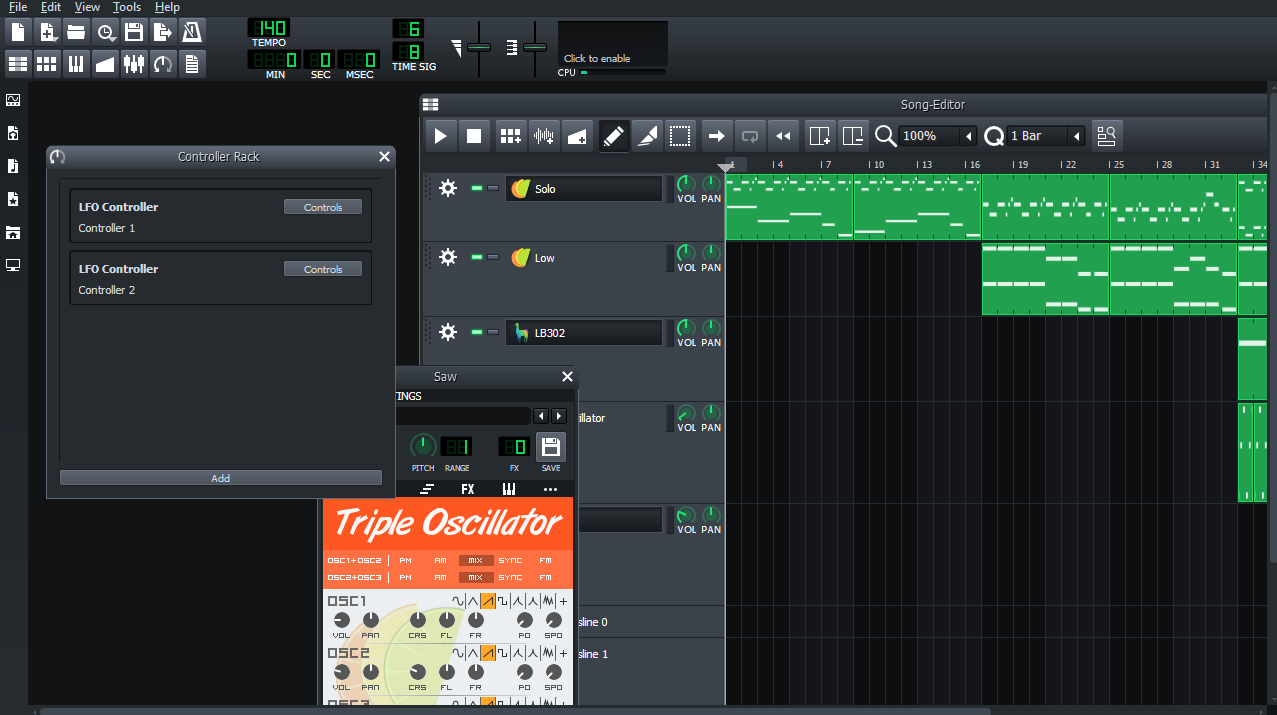 File Edit View Tools Help
140
TEMPO
0 0 0
MIN SEC MSEC
6
8
TIME SIG
Click to enable
CPU
Song-Editor
100% 1 Bar
1 4 7 10 13 16 19 22 25 28 31 34
Solo VOL PAN
Low VOL PAN
LB302 VOL PAN
illator VOL PAN
VOL PAN
sline 0
sline 1
Controller Rack
LFO Controller Controls
Controller 1
LFO Controller Controls
Controller 2
Add
Saw
TINGS
1 0
PITCH RANGE FX SAVE
FX
Triple Oscillator
OSC1+OSC2 PM AM MIX SYNC FM
OSC2+OSC3 PM AM MIX SYNC FM
OSC1
VOL PAN CRS FL FR PO SPO
OSC2
VOL PAN CRS FL FR PO SPO
OSC3